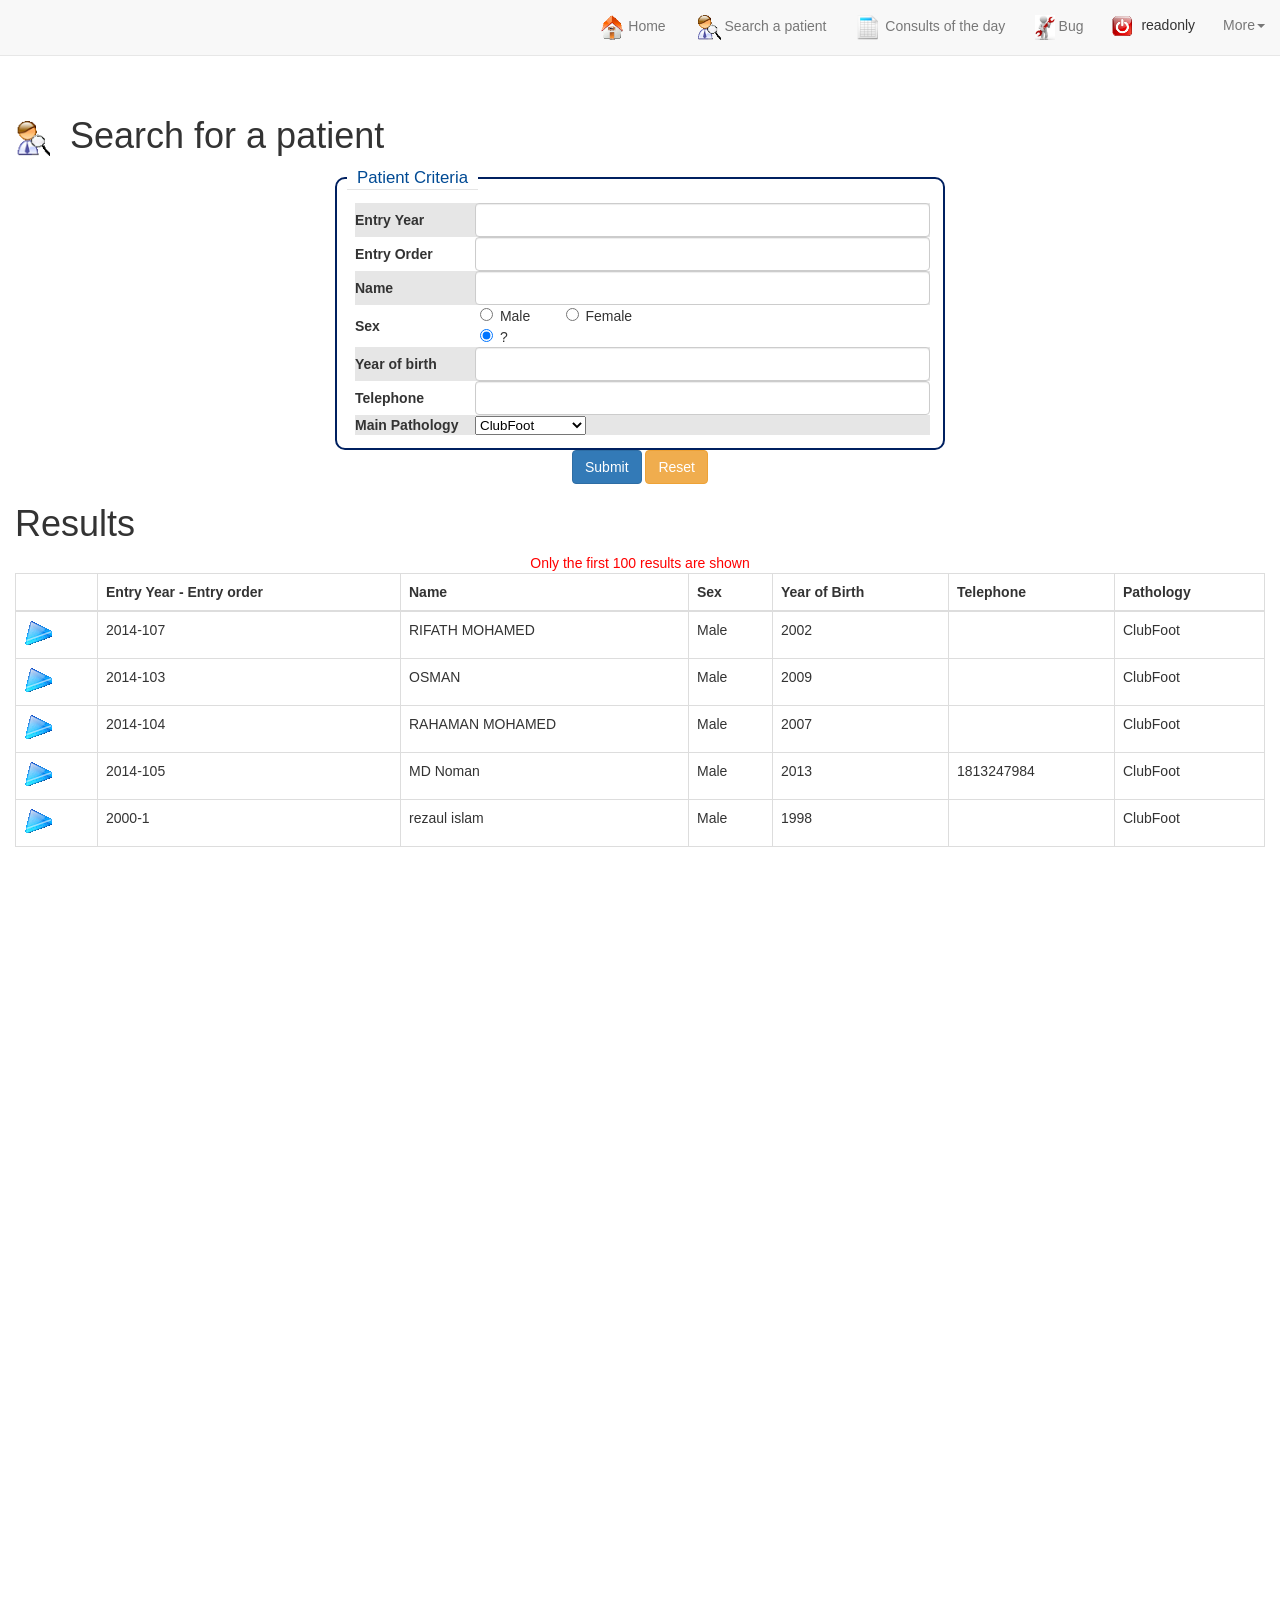 Home Search a patient Consults of the day Bug readonly More
Search for a patient
Patient Criteria
Entry Year
Entry Order
Name
Sex Male Female
?
Year of birth
Telephone
Main Pathology ClubFoot
Submit Reset
Results
Only the first 100 results are shown
Entry Year - Entry order Name Sex Year of Birth Telephone Pathology
2014-107 RIFATH MOHAMED Male 2002 ClubFoot
2014-103 OSMAN Male 2009 ClubFoot
2014-104 RAHAMAN MOHAMED Male 2007 ClubFoot
2014-105 MD Noman Male 2013 1813247984 ClubFoot
2000-1 rezaul islam Male 1998 ClubFoot